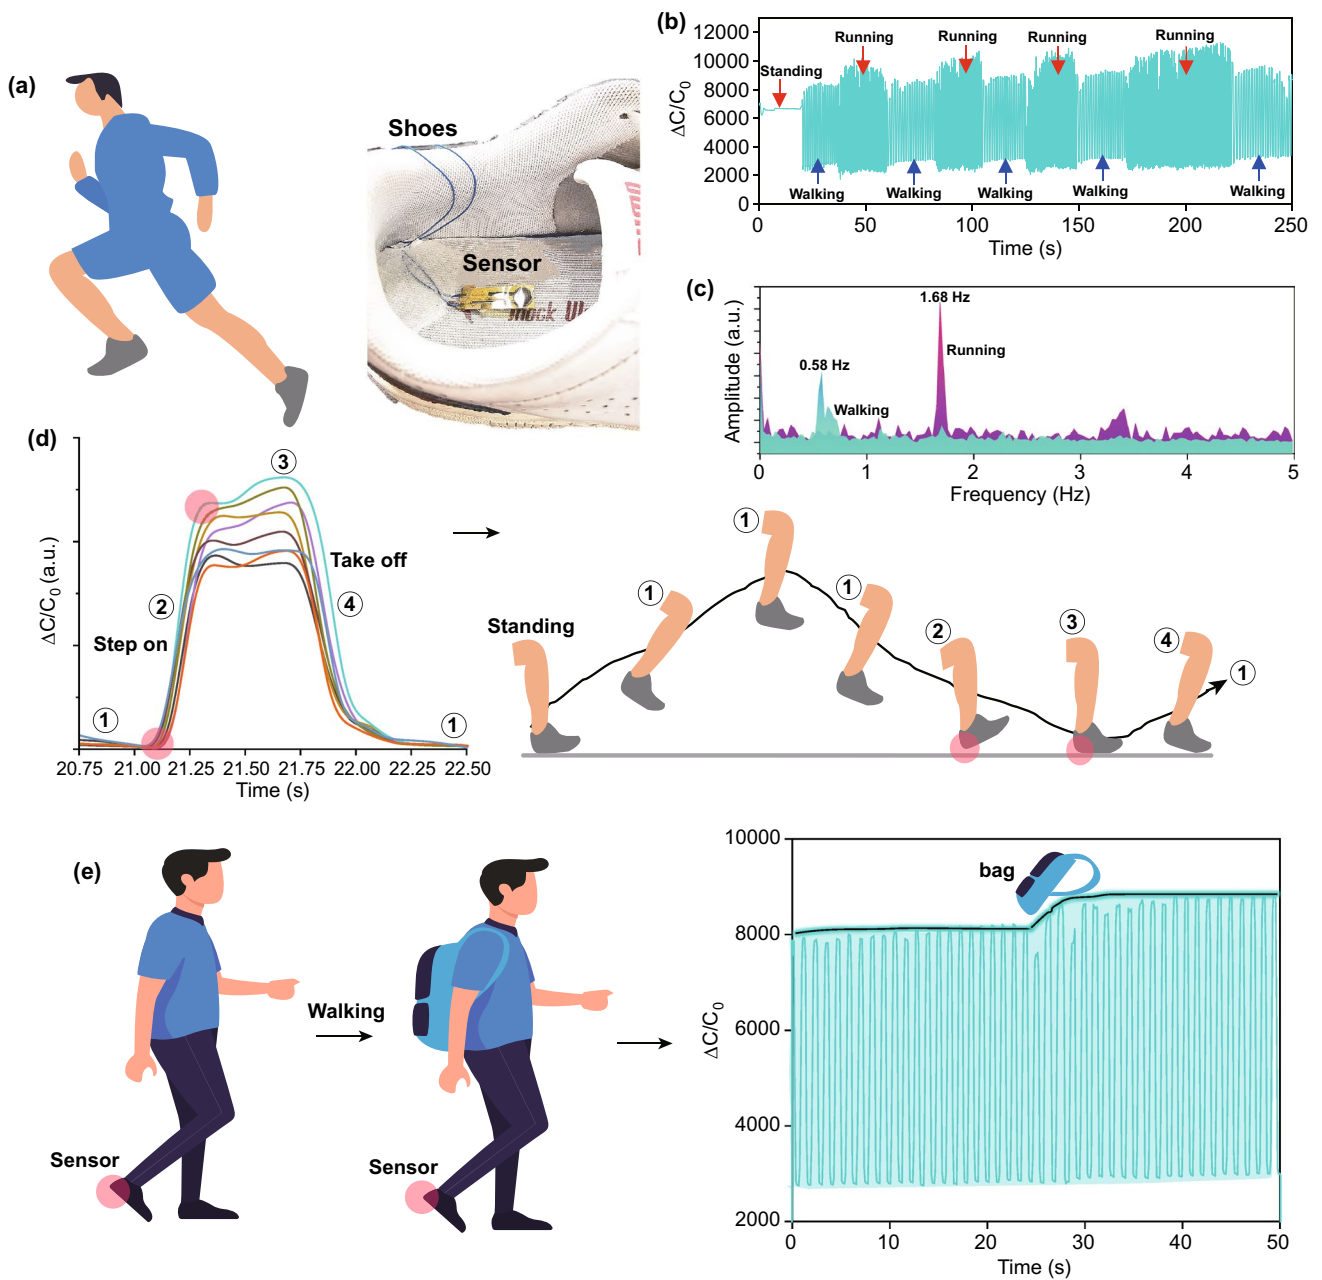 (a)
Shoes
Sensor
mock U
(b)
ΔC/C0
12000
10000
8000
6000
4000
2000
0
Standing
Running
Running
Running
Running
Walking
Walking
Walking
Walking
Walking
0
50
100
150
200
250
Time (s)
(c)
Amplitude (a.u.)
1.68 Hz
Running
0.58 Hz
Walking
0
1
2
3
4
5
Frequency (Hz)
(d)
ΔC/C0 (a.u.)
3
Take off
2
4
Step on
1
1
20.75
21.00
21.25
21.50
21.75
22.00
22.25
22.50
Time (s)
Standing
1
1
1
2
3
4
1
(e)
Sensor
Walking
Sensor
ΔC/C0
10000
8000
6000
4000
2000
bag
0
10
20
30
40
50
Time (s)